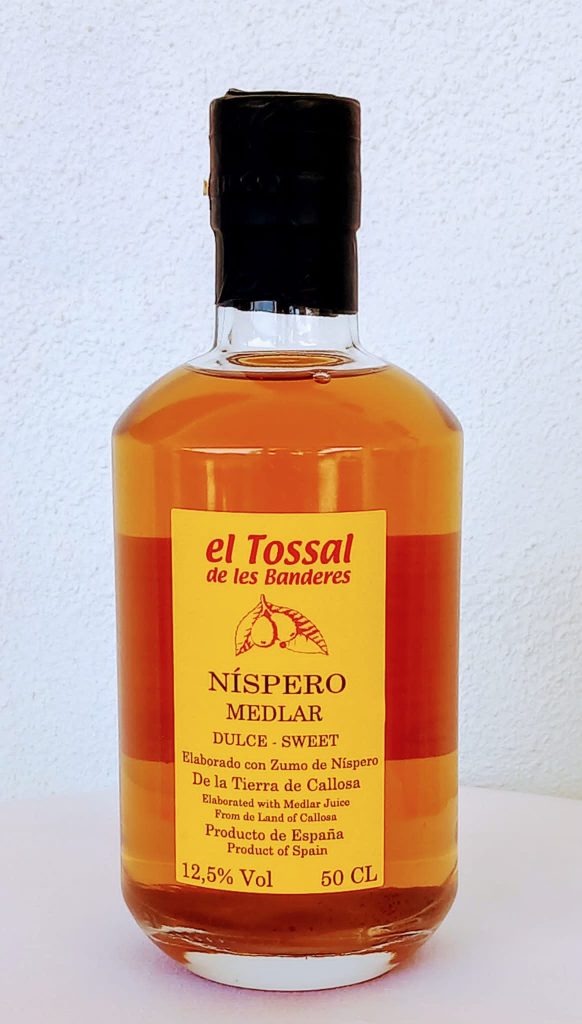 el Tossal
de les Banderes
NÍSPERO
MEDLAR
DULCE - SWEET
Elaborado con Zumo de Níspero
De la Tierra de Callosa
Elaborated with Medlar Juice
From de Land of Callosa
Producto de España
Product of Spain
12,5% Vol 50 CL